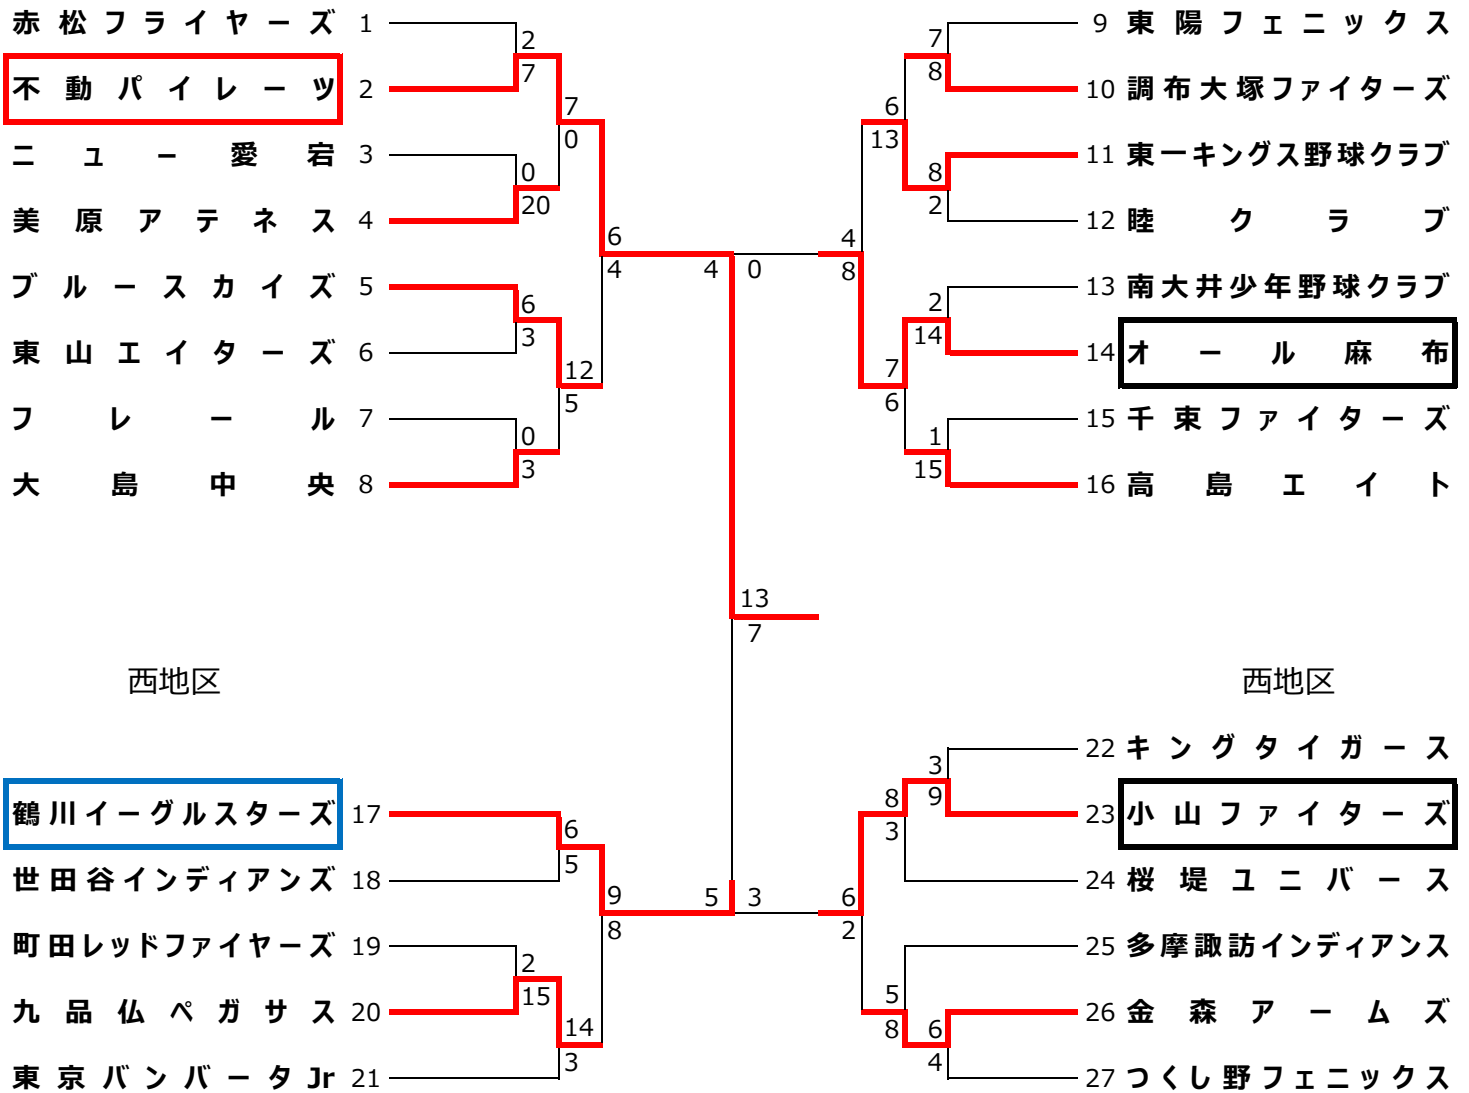 赤松フライヤーズ 1
2
不動パイレーツ 2
7
7
0
ニュー愛宕 3
0
20
美原アテネス 4
6
4
ブルースカイズ 5
6
3
東山エイターズ 6
12
5
フレール 7
0
3
大島中央 8
4 0
9 東陽フェニックス
7
8
10 調布大塚ファイターズ
6
13
11 東一キングス野球クラブ
8
2
12 睦クラブ
4
8
13 南大井少年野球クラブ
2
14
14 オール麻布
7
6
15 千束ファイターズ
1
15
16 高島エイト
13
7
西地区
西地区
鶴川イーグルスターズ 17
6
5
世田谷インディアンズ 18
9
8
町田レッドファイヤーズ 19
2
15
九品仏ペガサス 20
14
3
東京バンバータJr 21
5 3
22 キングタイガース
3
9
23 小山ファイターズ
8
3
24 桜堤ユニバース
6
2
25 多摩諏訪インディアンス
5
8
26 金森アームズ
6
4
27 つくし野フェニックス